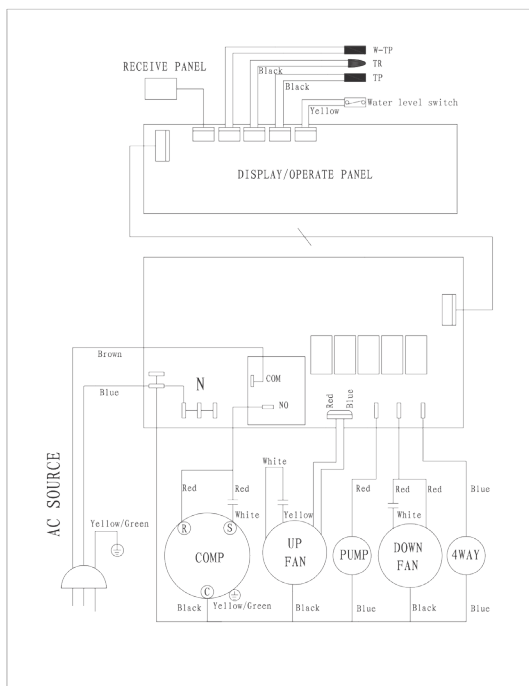 W-TP
RECEIVE PANEL
TR
Black
TP
Black
Water level switch
Yellow
DISPLAY/OPERATE PANEL
Brown
COM
N
Blue
NO
Red
Blue
White
Red
Red
Red
Red
Red
Blue
White
Yellow
White
AC SOURCE
Yellow/Green
R
S
COMP
UP
FAN
PUMP
DOWN
FAN
4WAY
C
Black
Yellow/Green
Black
Blue
Black
Blue